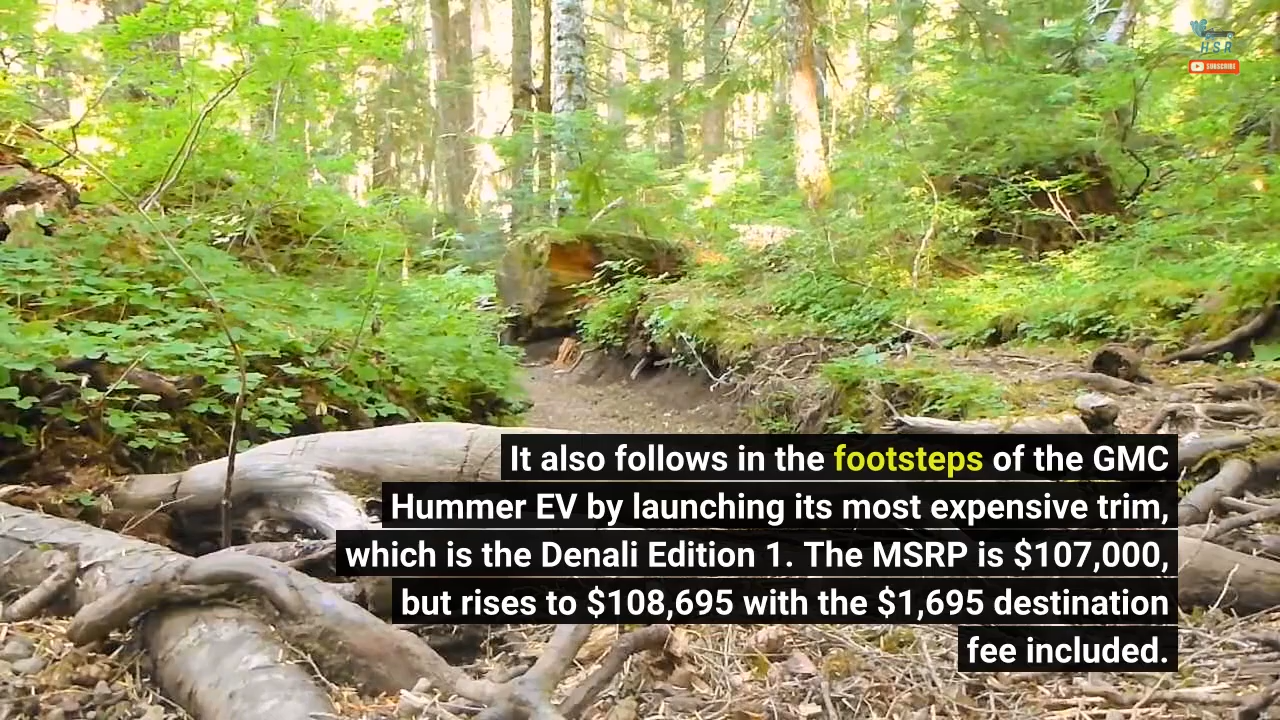 HSR
SUBSCRIBE
It also follows in the footsteps of the GMC
Hummer EV by launching its most expensive trim,
which is the Denali Edition 1. The MSRP is $107,000,
but rises to $108,695 with the $1,695 destination
fee included.